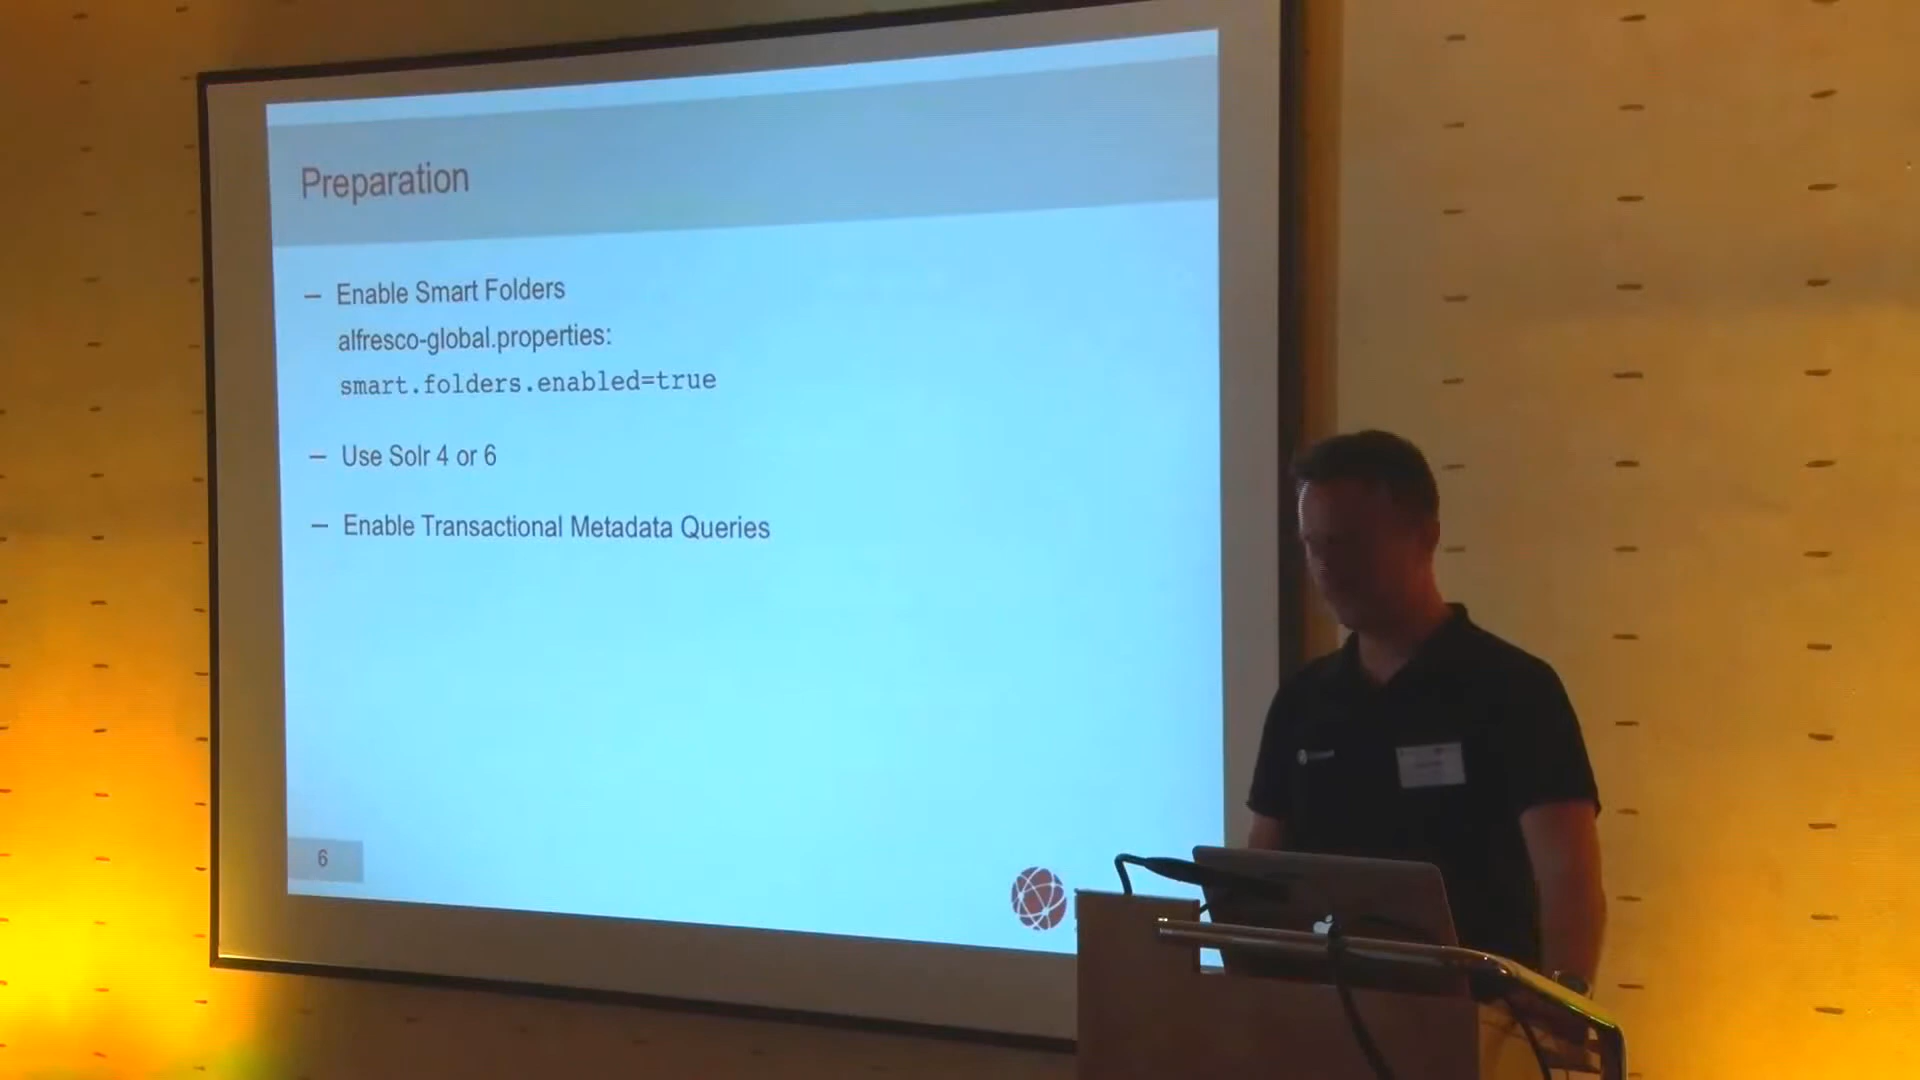 Preparation
– Enable Smart Folders
alfresco-global.properties:
smart.folders.enabled=true
– Use Solr 4 or 6
– Enable Transactional Metadata Queries
6